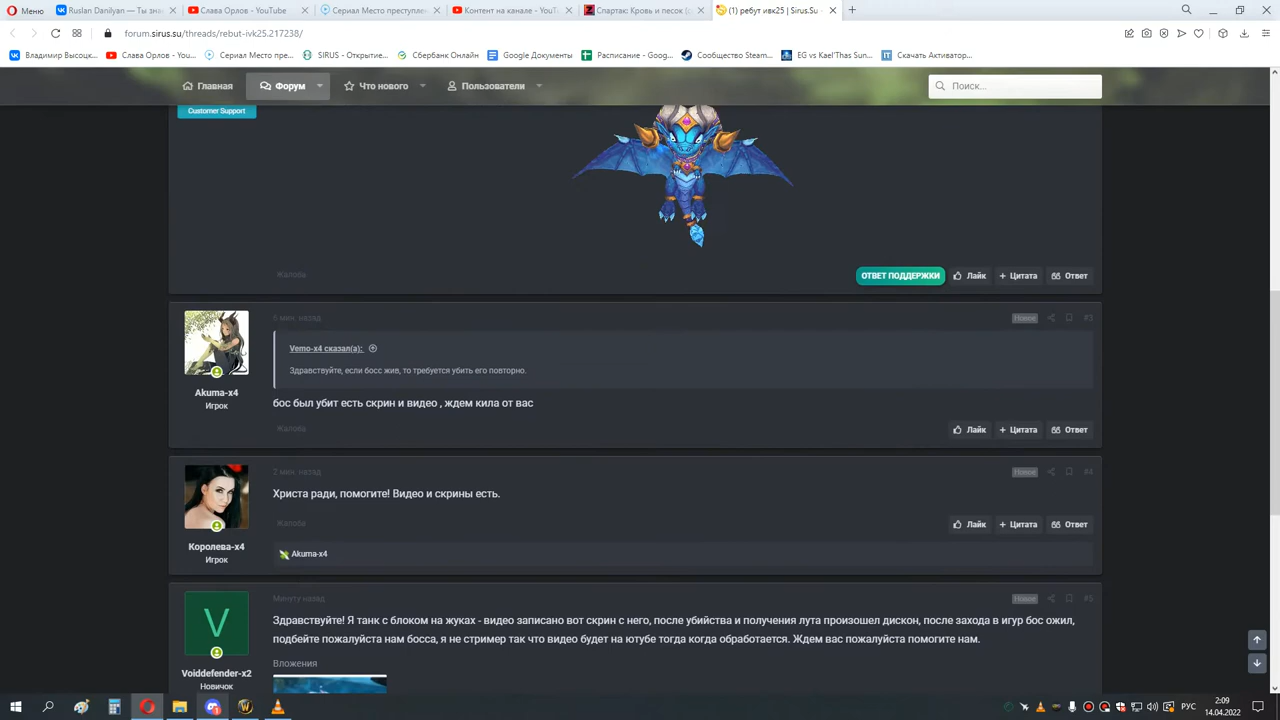 Меню
Ruslan Danilyan — Ты зна
Слава Орлов - YouTube
Сериал Место преступлен
Контент на канале - YouTu
Спартак: Кровь и песок (с
(1) ребут ивк25 | Sirus.Su
forum.sirus.su/threads/rebut-ivk25.217238/
Владимир Высоцк...
Слава Орлов - You...
Сериал Место пре...
SIRUS - Открытие...
Сбербанк Онлайн
Google Документы
Расписание - Goog...
Сообщество Steam...
EG vs Kael'Thas Sun...
Скачать Активатор...
Главная
Форум
Что нового
Пользователи
Поиск...
Customer Support
Жалоба
ОТВЕТ ПОДДЕРЖКИ
Лайк
+ Цитата
Ответ
6 мин. назад
Новое
#3
Vemo-x4 сказал(а):
Здравствуйте, если босс жив, то требуется убить его повторно.
Akuma-x4
Игрок
бос был убит есть скрин и видео , ждем кила от вас
Жалоба
Лайк
+ Цитата
Ответ
2 мин. назад
Новое
#4
Христа ради, помогите! Видео и скрины есть.
Жалоба
Лайк
+ Цитата
Ответ
Королева-x4
Игрок
Akuma-x4
Минуту назад
Новое
#5
V
Здравствуйте! Я танк с блоком на жуках - видео записано вот скрин с него, после убийства и получения лута произошел дискон, после захода в игур бос ожил,
подбейте пожалуйста нам босса, я не стример так что видео будет на ютубе тогда когда обработается. Ждем вас пожалуйста помогите нам.
Вложения
Voiddefender-x2
Новичок
РУС
2:09
14.04.2022